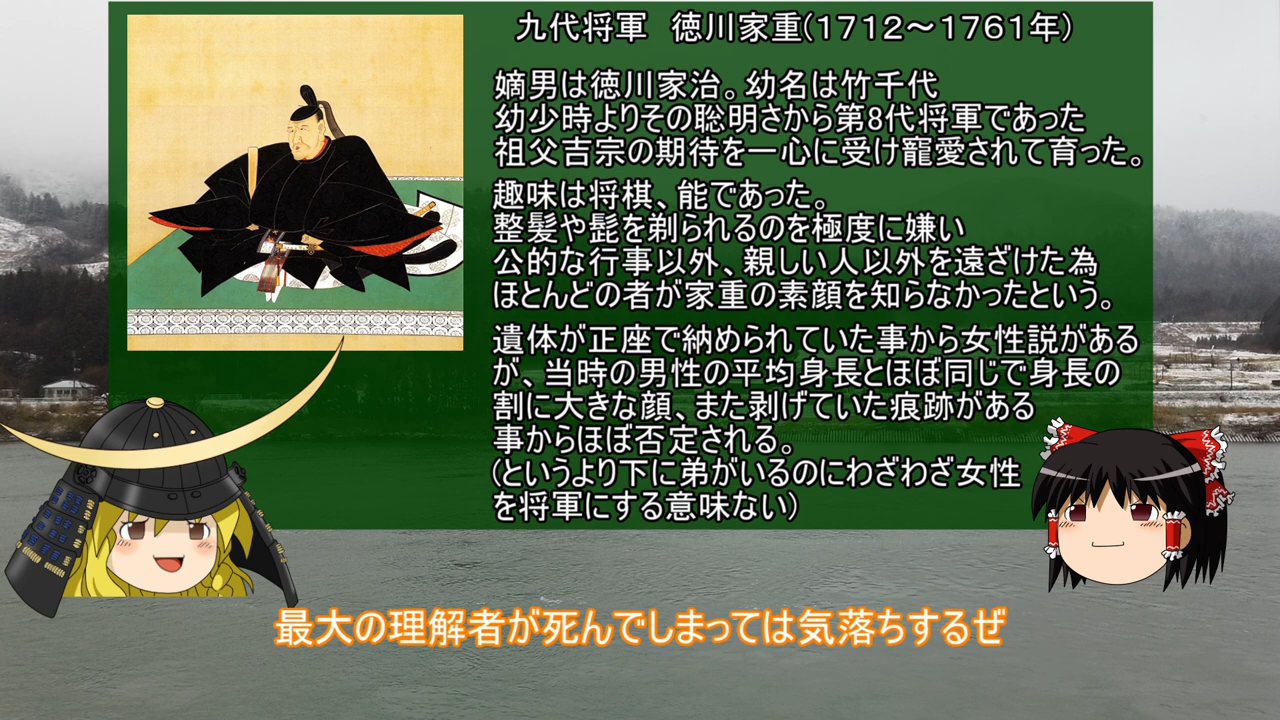 九代将軍　徳川家重(1712～1761年)
嫡男は徳川家治。幼名は竹千代
幼少時よりその聡明さから第8代将軍であった
祖父吉宗の期待を一心に受け寵愛されて育った。
趣味は将棋、能であった。
整髪や髭を剃られるのを極度に嫌い
公的な行事以外、親しい人以外を遠ざけた為
ほとんどの者が家重の素顔を知らなかったという。
遺体が正座で納められていた事から女性説がある
が、当時の男性の平均身長とほぼ同じで身長の
割に大きな顔、また剥げていた痕跡がある
事からほぼ否定される。
(というより下に弟がいるのにわざわざ女性
を将軍にする意味ない)
最大の理解者が死んでしまっては気落ちするぜ